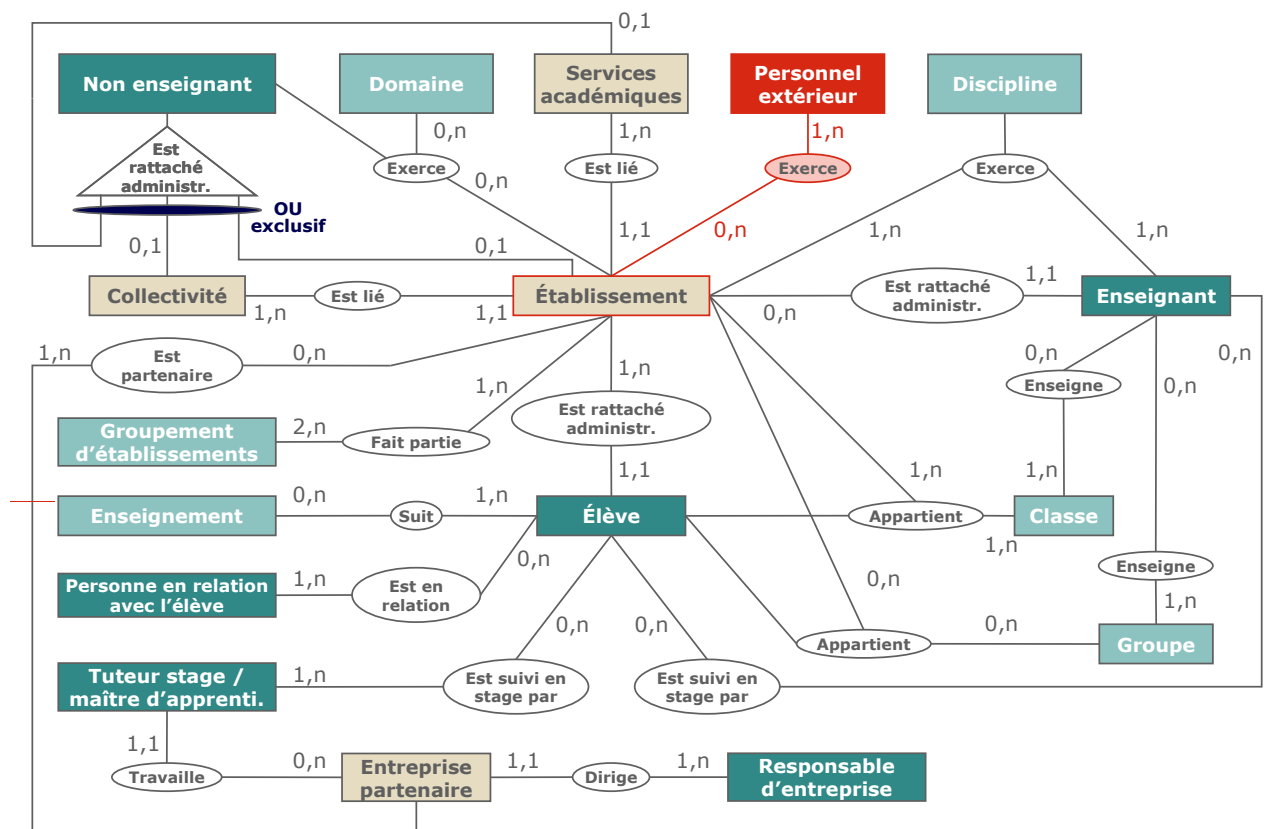 0,1
Non enseignant
Domaine
Services
académiques
Personnel
extérieur
Discipline
0,n
1,n
1,n
Est
rattaché
administr.
Exerce
Est lié
Exerce
Exerce
0,n
OU
exclusif
0,1
0,1
1,1
0,n
1,n
1,n
Collectivité
1,n
Est lié
1,1
Établissement
0,n
Est rattaché
administr.
1,1
Enseignant
1,n
Est
partenaire
0,n
1,n
1,n
0,n
0,n
0,n
Enseigne
Groupement
d’établissements
2,n
Fait partie
Est rattaché
administr.
1,1
1,n
1,n
Enseignement
0,n
Suit
1,n
Élève
Appartient
1,n
Classe
Personne en relation
avec l’élève
1,n
Est en
relation
0,n
0,n
Enseigne
1,n
0,n
0,n
Appartient
0,n
Groupe
Tuteur stage /
maître d’apprenti.
1,n
Est suivi en
stage par
Est suivi en
stage par
1,1
Travaille
0,n
Entreprise
partenaire
1,1
Dirige
1,n
Responsable
d’entreprise